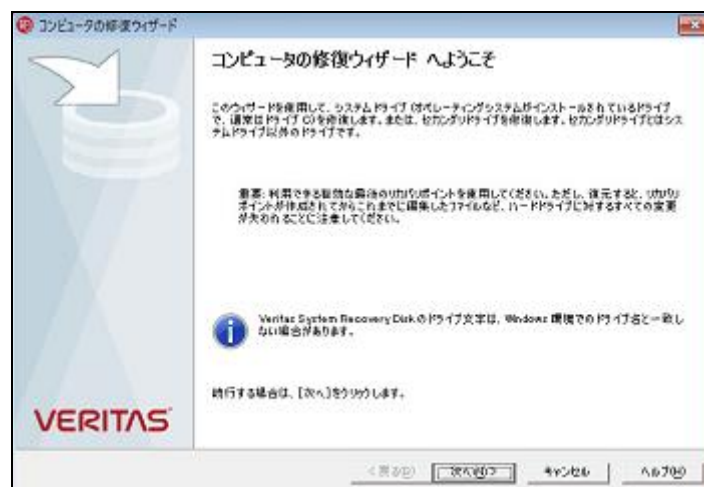 コンピュータの修復ウィザード
コンピュータの修復ウィザード へようこそ
このウィザードを使用して、システムドライブ (オペレーティングシステムがインストールされているドライブ
で、通常はドライブ C)を修復します。または、セカンダリドライブを修復します。セカンダリドライブとはシス
テムドライブ以外のドライブです。
重要: 利用できる有効な最後のリカバリポイントを使用してください。ただし、復元すると、リカバリ
ポイントが作成されてからこれまでに編集したファイルなど、ハードドライブに対するすべての変更
が失われることに注意してください。
Veritas System Recovery Disk のドライブ文字は、Windows 環境でのドライブ名と一致し
ない場合があります。
続行する場合は、[次へ]をクリックします。
VERITAS
< 戻る(B)
次へ(N) >
キャンセル
ヘルプ(H)